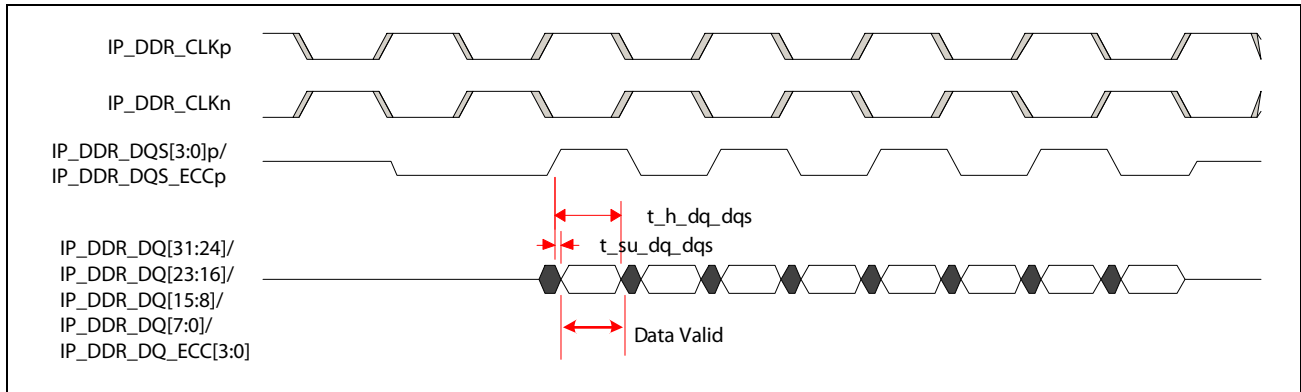 IP_DDR_CLKp
IP_DDR_CLKn
IP_DDR_DQS[3:0]p/
IP_DDR_DQS_ECCp
t_h_dq_dqs
t_su_dq_dqs
IP_DDR_DQ[31:24]/
IP_DDR_DQ[23:16]/
IP_DDR_DQ[15:8]/
IP_DDR_DQ[7:0]/
IP_DDR_DQ_ECC[3:0]
Data Valid